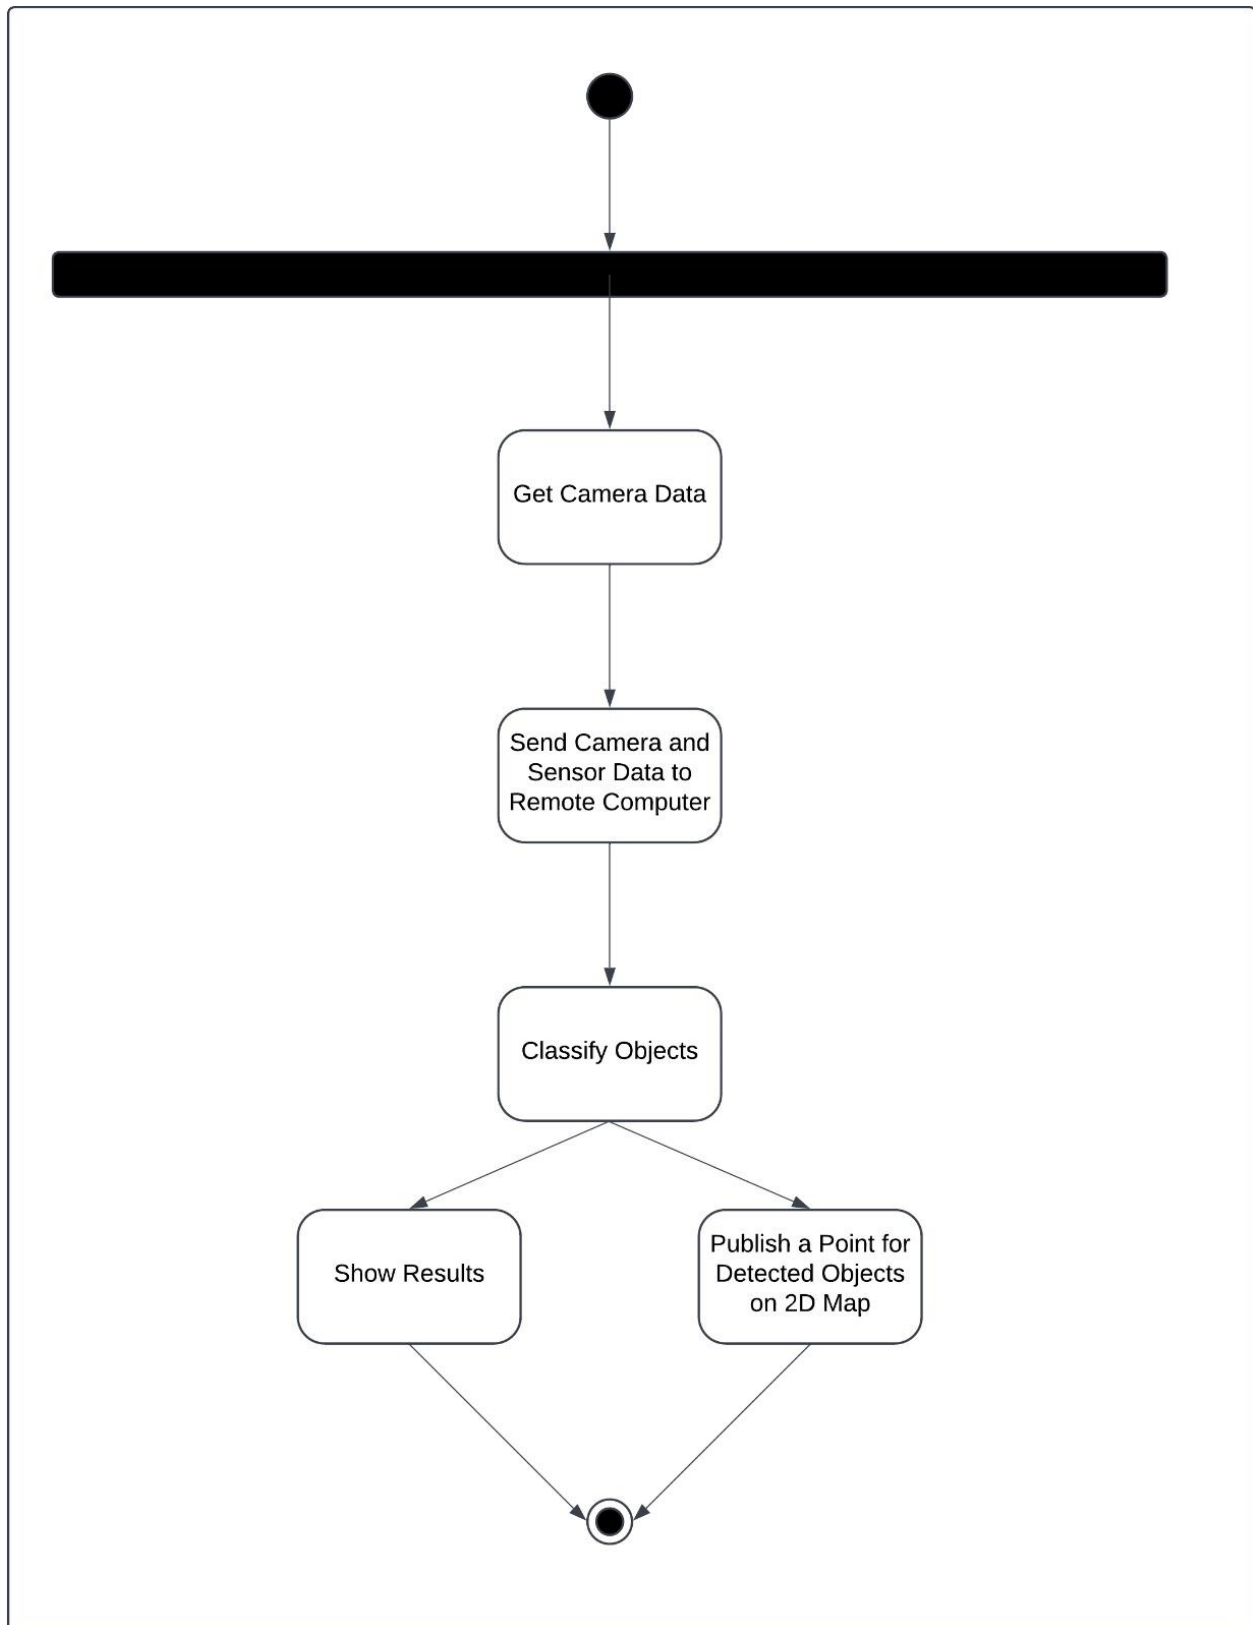 Get Camera Data
Send Camera and
Sensor Data to
Remote Computer
Classify Objects
Show Results
Publish a Point for
Detected Objects
on 2D Map